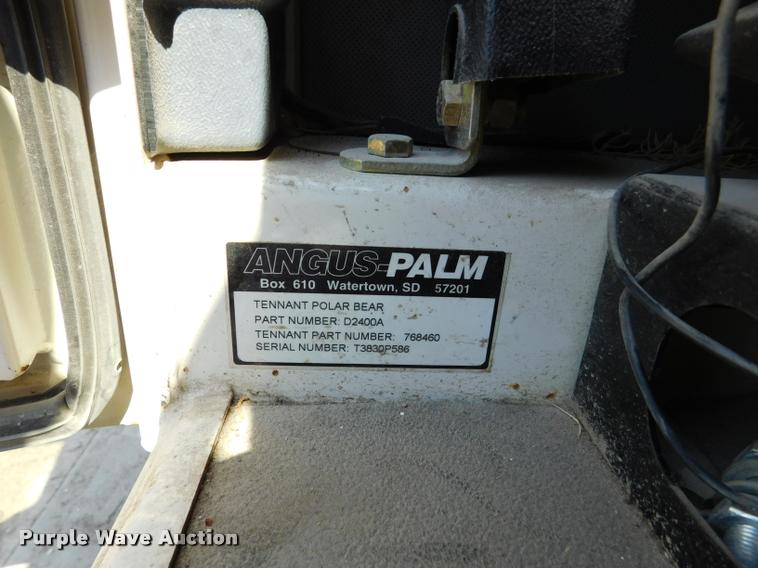 ANGUS-PALM
Box 610 Watertown, SD 57201
TENNANT POLAR BEAR
PART NUMBER: D2400A
TENNANT PART NUMBER: 768460
SERIAL NUMBER: T3830P586
Purple Wave Auction